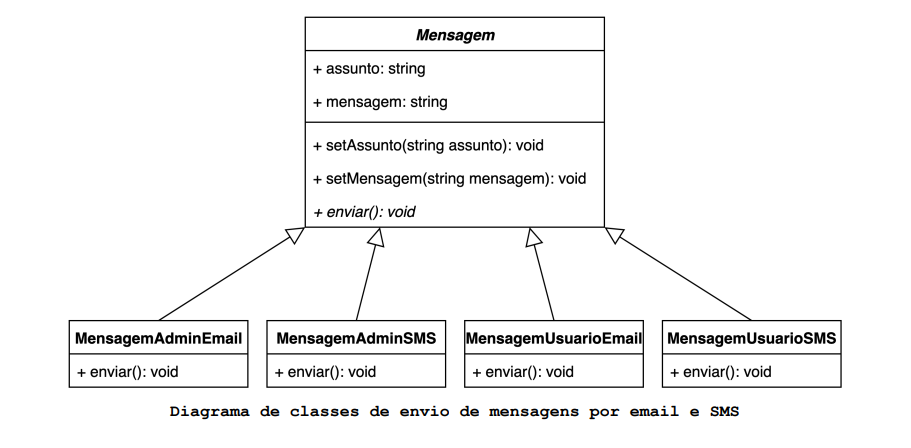 Mensagem
+ assunto: string
+ mensagem: string
+ setAssunto(string assunto): void
+ setMensagem(string mensagem): void
+ enviar(): void
MensagemAdminEmail
+ enviar(): void
MensagemAdminSMS
+ enviar(): void
MensagemUsuarioEmail
+ enviar(): void
MensagemUsuarioSMS
+ enviar(): void
Diagrama de classes de envio de mensagens por email e SMS